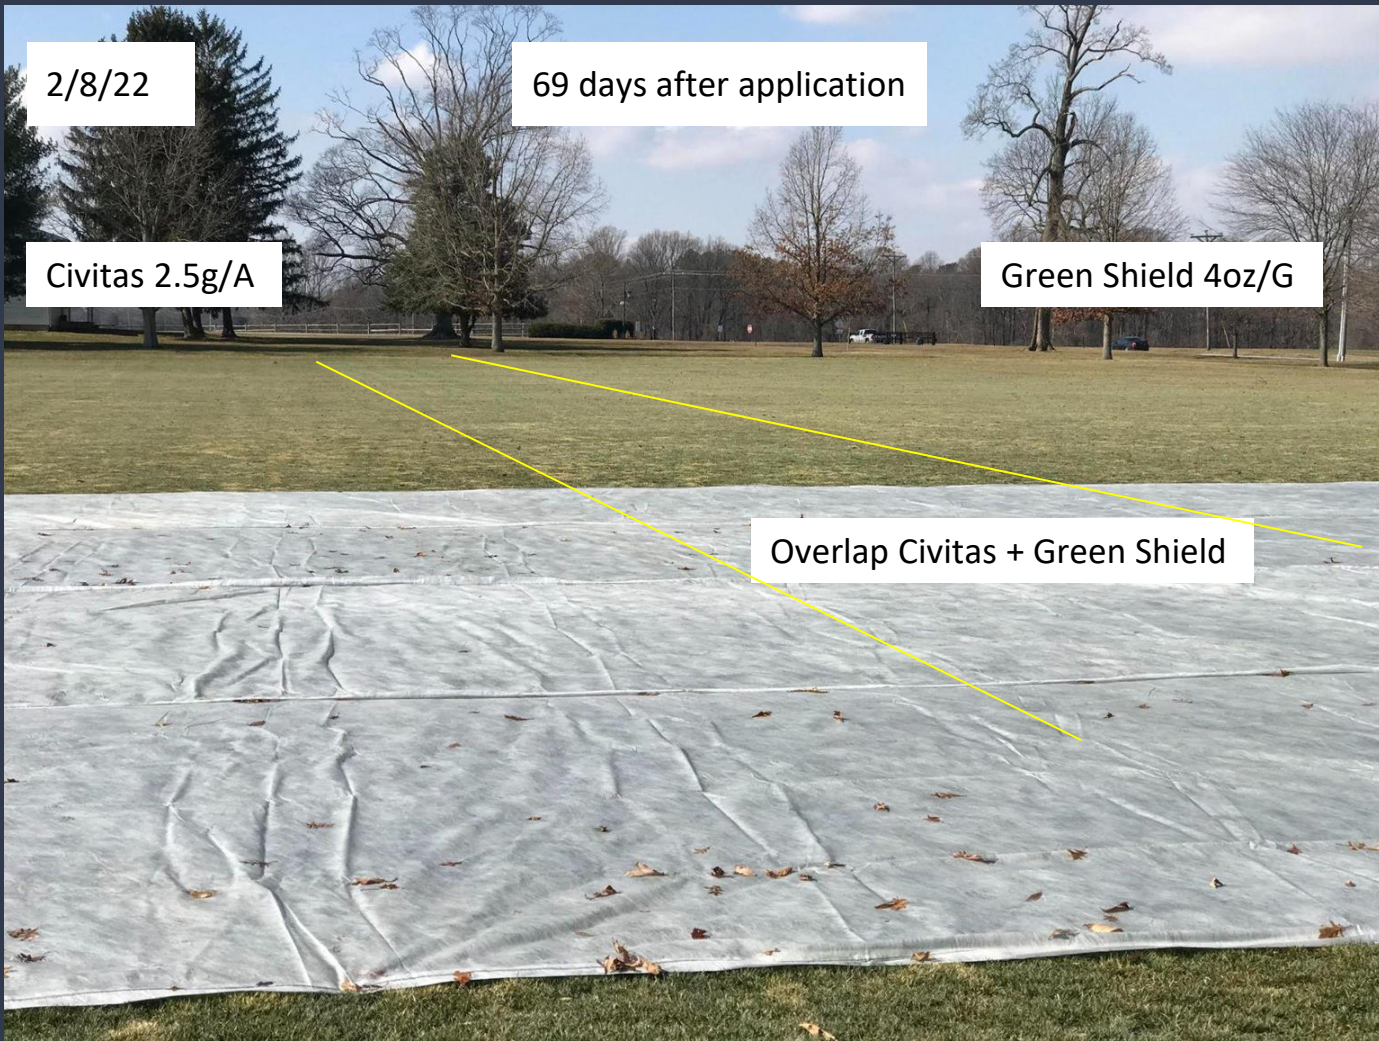 2/8/22
69 days after application
Civitas 2.5g/A
Green Shield 4oz/G
Overlap Civitas + Green Shield